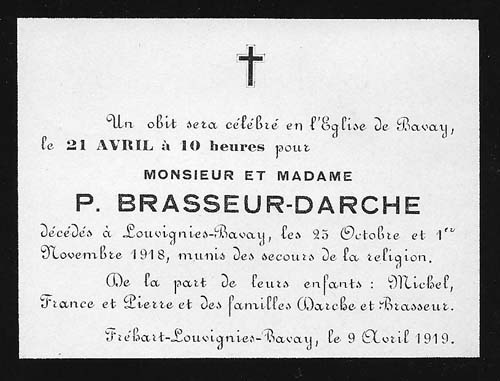 Un obit sera célébré en l'Eglise de Bavay,
le 21 AVRIL à 10 heures pour
MONSIEUR ET MADAME
P. BRASSEUR-DARCHE
décédés à Louvignies-Bavay, les 25 Octobre et 1er
Novembre 1918, munis des secours de la religion.
De la part de leurs enfants : Michel,
France et Pierre et des familles Darche et Brasseur.
Fréhart-Louvignies-Bavay, le 9 Avril 1919.